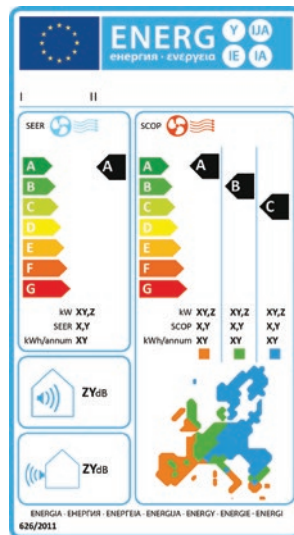 ENERG Y UA
енергия · ενεργεια IE IA
I II
SEER
A A
B
C
D
E
F
G
kW XY,Z
SEER X,Y
kWh/annum XY
SCOP
A A
B B
C C
D
E
F
G
kW XY,Z XY,Z XY,Z
SCOP X,Y X,Y X,Y
kWh/annum XY XY XY
ZYdB
ZYdB
ENERGIA · ЕНЕРГИЯ · ΕΝΕΡΓΕΙΑ · ENERGIJA · ENERGY · ENERGIE · ENERGI
626/2011